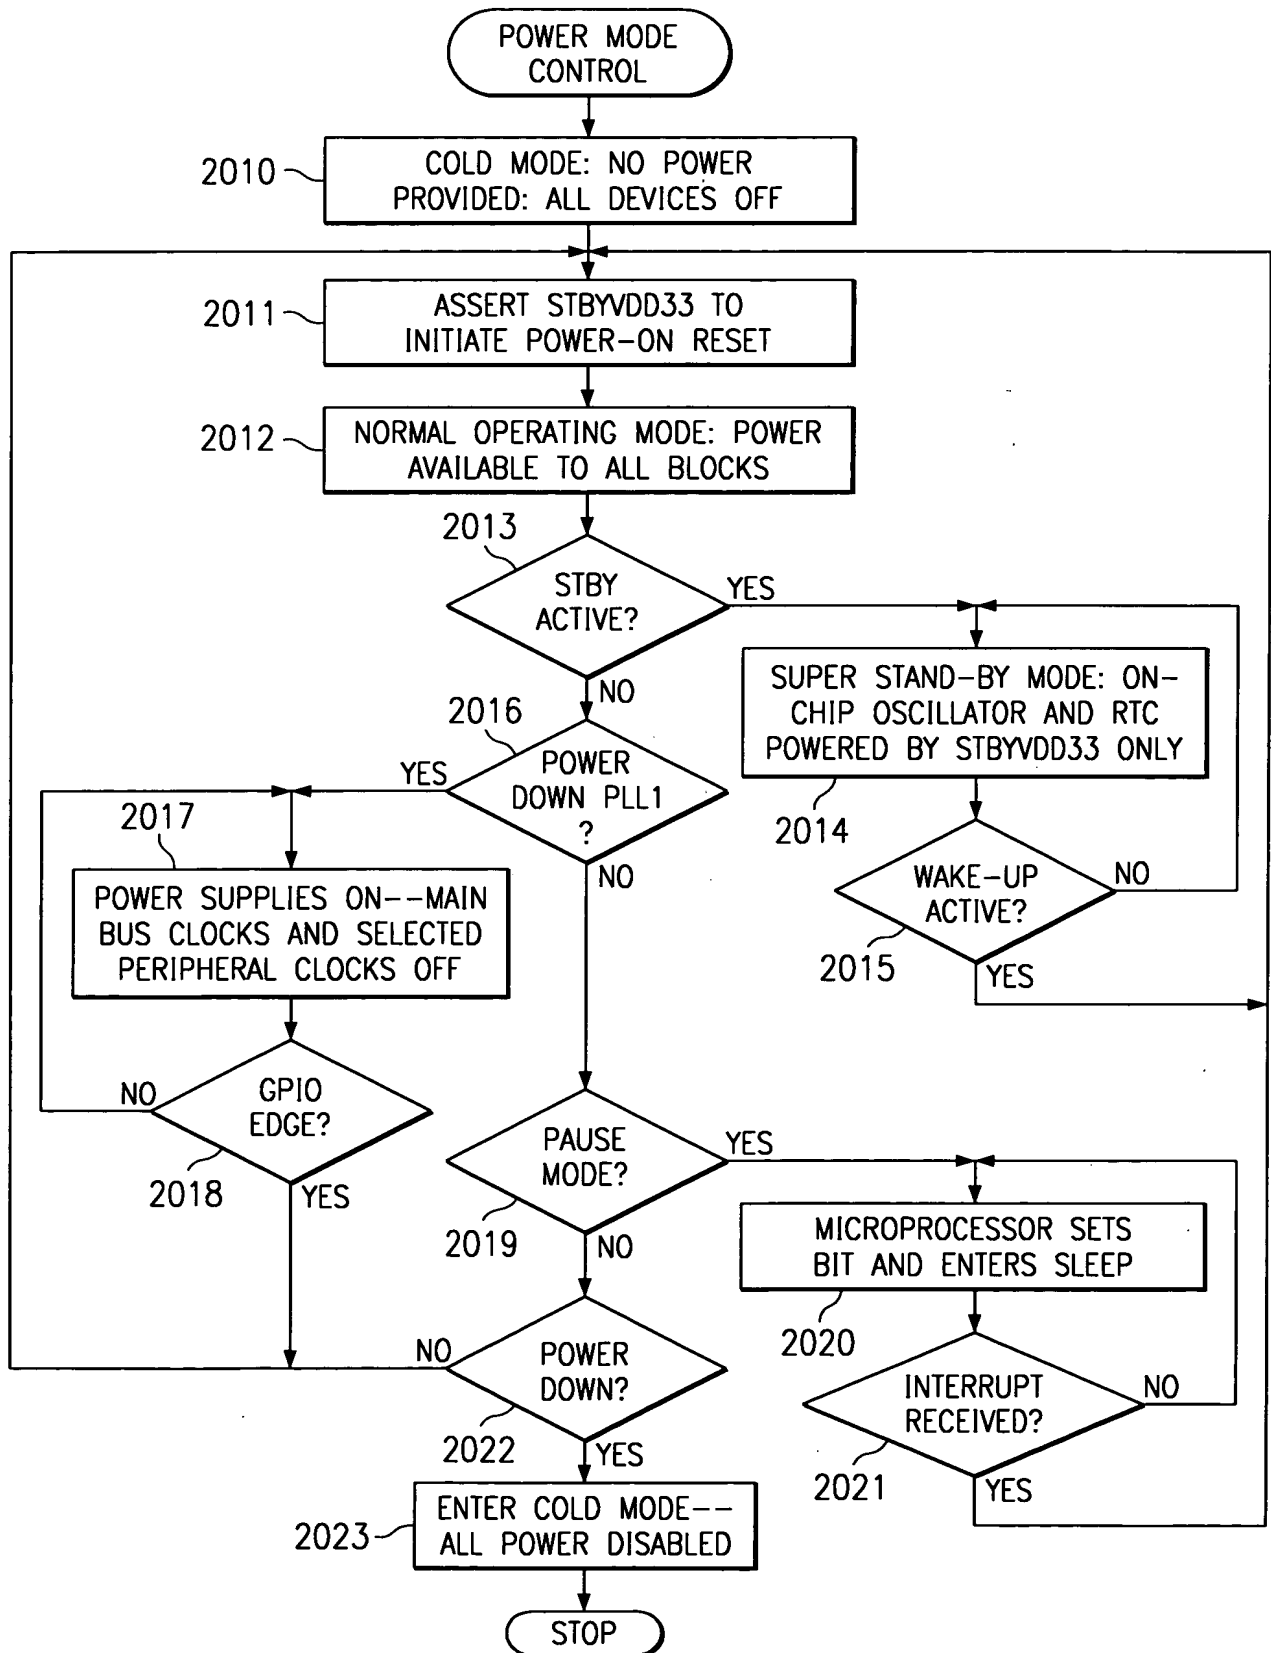 POWER MODE
CONTROL
2010
COLD MODE: NO POWER
PROVIDED: ALL DEVICES OFF
2011
ASSERT STBYVDD33 TO
INITIATE POWER-ON RESET
2012
NORMAL OPERATING MODE: POWER
AVAILABLE TO ALL BLOCKS
2013
STBY
ACTIVE?
YES
NO
SUPER STAND-BY MODE: ON-
CHIP OSCILLATOR AND RTC
POWERED BY STBYVDD33 ONLY
2014
WAKE-UP
ACTIVE?
NO
2015
YES
2016
POWER
DOWN PLL1
?
YES
NO
2017
POWER SUPPLIES ON--MAIN
BUS CLOCKS AND SELECTED
PERIPHERAL CLOCKS OFF
GPIO
EDGE?
NO
2018
YES
PAUSE
MODE?
YES
2019
NO
MICROPROCESSOR SETS
BIT AND ENTERS SLEEP
2020
INTERRUPT
RECEIVED?
NO
2021
YES
POWER
DOWN?
NO
2022
YES
2023
ENTER COLD MODE--
ALL POWER DISABLED
STOP